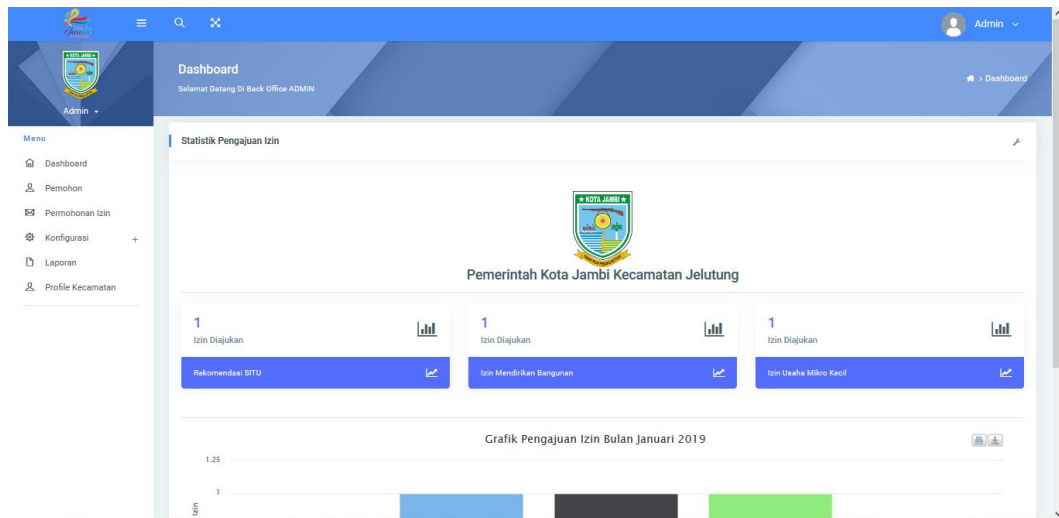 Admin
Dashboard
Selamat Datang Di Back Office ADMIN
> Dashboard
KOTA JAMBI
Admin
Menu
Dashboard
Pemohon
Permohonan Izin
Konfigurasi +
Laporan
Profile Kecamatan
Statistik Pengajuan Izin
KOTA JAMBI
Pemerintah Kota Jambi Kecamatan Jelutung
1
Izin Diajukan
Rekomendasi SITU
1
Izin Diajukan
Izin Mendirikan Bangunan
1
Izin Diajukan
Izin Usaha Mikro Kecil
Grafik Pengajuan Izin Bulan Januari 2019
1.25
1
Izin